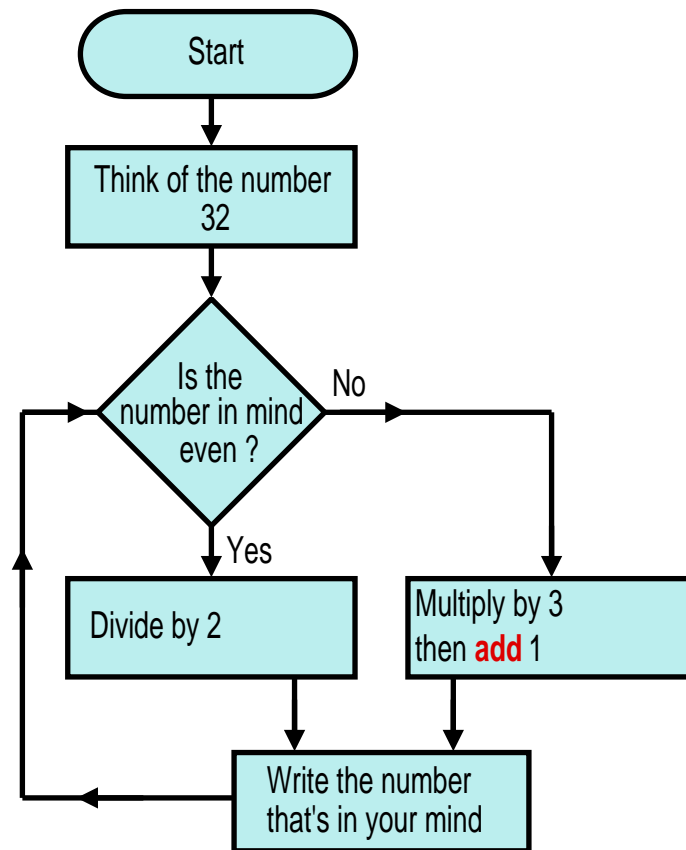 Start
Think of the number
32
Is the
number in mind
even ?
No
Yes
Divide by 2
Multiply by 3
then add 1
Write the number
that's in your mind